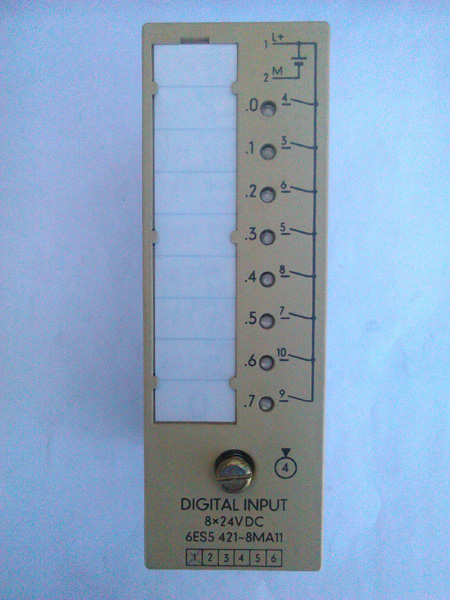 1 L+
2 M
.0 4
.1 3
.2 6
.3 5
.4 8
.5 7
.6 10
.7 9
4
DIGITAL INPUT
8×24VDC
6ES5 421-8MA11
1 2 3 4 5 6